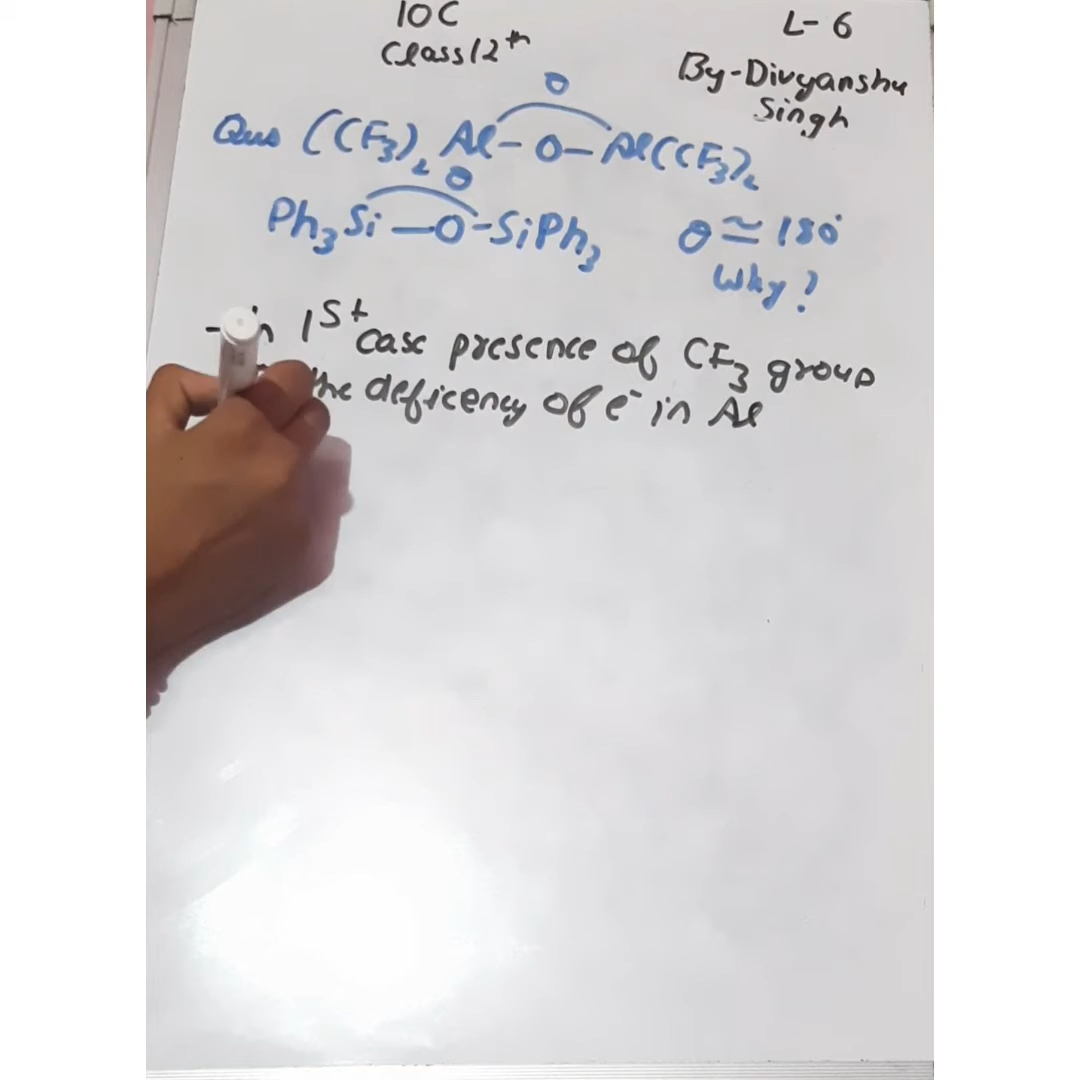 IOC
Class 12th
L-6
By-Divyanshu
Singh
θ
Que (CF3)2 Al-O-Al(CF3)2
θ
Ph3Si-O-SiPh3 θ≃180°
Why?
- 1st case presence of CF3 group
the deficency of e- in Al